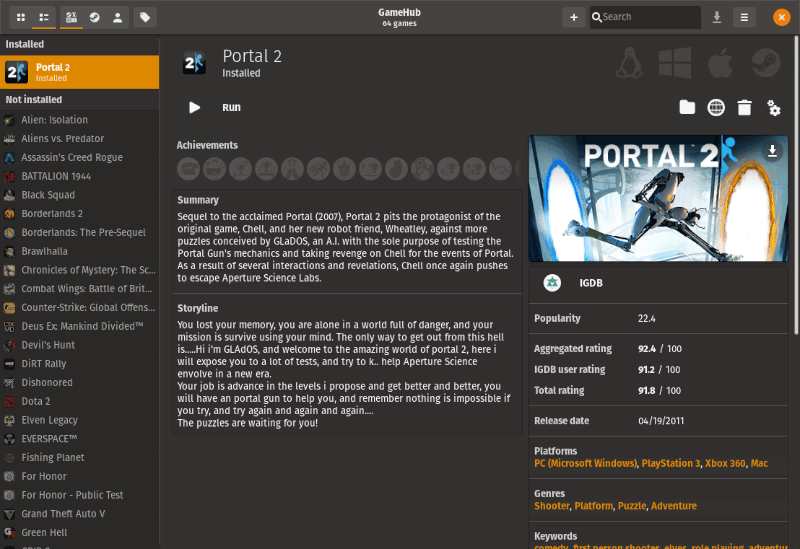 GameHub
64 games
Search
Installed
Portal 2
Installed
Not installed
Alien: Isolation
Aliens vs. Predator
Assassin's Creed Rogue
BATTALION 1944
Black Squad
Borderlands 2
Borderlands: The Pre-Sequel
Brawlhalla
Chronicles of Mystery: The Sc...
Combat Wings: Battle of Brit...
Counter-Strike: Global Offens...
Deus Ex: Mankind Divided™
Devil's Hunt
DiRT Rally
Dishonored
Dota 2
Elven Legacy
EVERSPACE™
Fishing Planet
For Honor
For Honor - Public Test
Grand Theft Auto V
Green Hell
Portal 2
Installed
Run
Achievements
Summary
Sequel to the acclaimed Portal (2007), Portal 2 pits the protagonist of the
original game, Chell, and her new robot friend, Wheatley, against more
puzzles conceived by GLaDOS, an A.I. with the sole purpose of testing the
Portal Gun's mechanics and taking revenge on Chell for the events of Portal.
As a result of several interactions and revelations, Chell once again pushes
to escape Aperture Science Labs.
Storyline
You lost your memory, you are alone in a world full of danger, and your
mission is survive using your mind. The only way to get out from this hell
is.....Hi i'm GLAdOS, and welcome to the amazing world of portal 2, here i
will expose you to a lot of tests, and try to k.. help Aperture Science
envolve in a new era.
Your job is advance in the levels i propose and get better and better, you
will have an portal gun to help you, and remember nothing is impossible if
you try, and try again and again and again....
The puzzles are waiting for you!
PORTAL 2
IGDB
Popularity 22.4
Aggregated rating 92.4 / 100
IGDB user rating 91.2 / 100
Total rating 91.8 / 100
Release date 04/19/2011
Platforms
PC (Microsoft Windows), PlayStation 3, Xbox 360, Mac
Genres
Shooter, Platform, Puzzle, Adventure
Keywords
comedy, first person shooter, elves, role playing, adventur